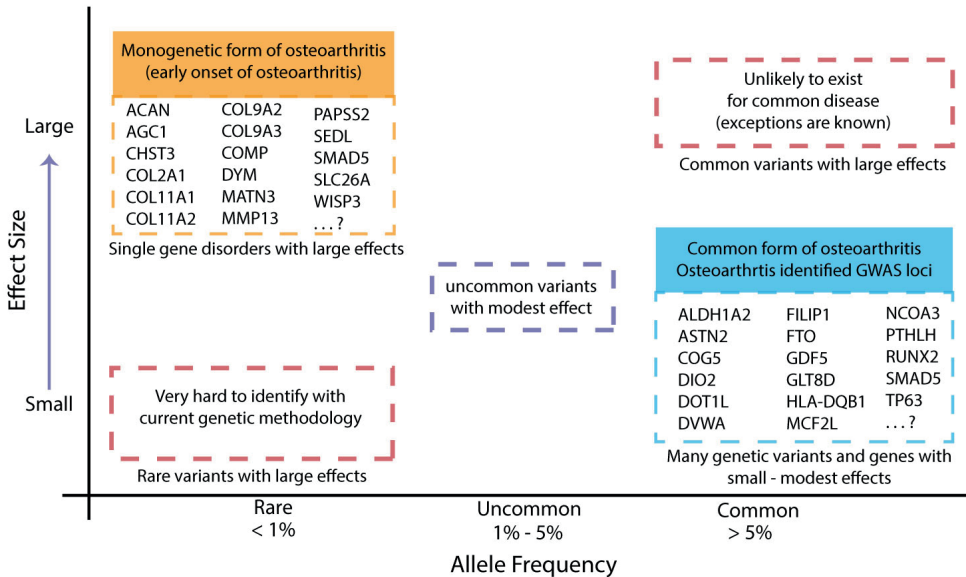 Monogenetic form of osteoarthritis
(early onset of osteoarthritis)
ACAN
AGC1
CHST3
COL2A1
COL11A1
COL11A2
COL9A2
COL9A3
COMP
DYM
MATN3
MMP13
PAPSS2
SEDL
SMAD5
SLC26A
WISP3
...?
Single gene disorders with large effects
Unlikely to exist
for common disease
(exceptions are known)
Common variants with large effects
uncommon variants
with modest effect
Common form of osteoarthritis
Osteoarthrtis identified GWAS loci
ALDH1A2
ASTN2
COG5
DIO2
DOT1L
DVWA
FILIP1
FTO
GDF5
GLT8D
HLA-DQB1
MCF2L
NCOA3
PTHLH
RUNX2
SMAD5
TP63
...?
Many genetic variants and genes with
small - modest effects
Very hard to identify with
current genetic methodology
Rare variants with large effects
Large
Effect Size
Small
Rare
< 1%
Uncommon
1% - 5%
Common
> 5%
Allele Frequency